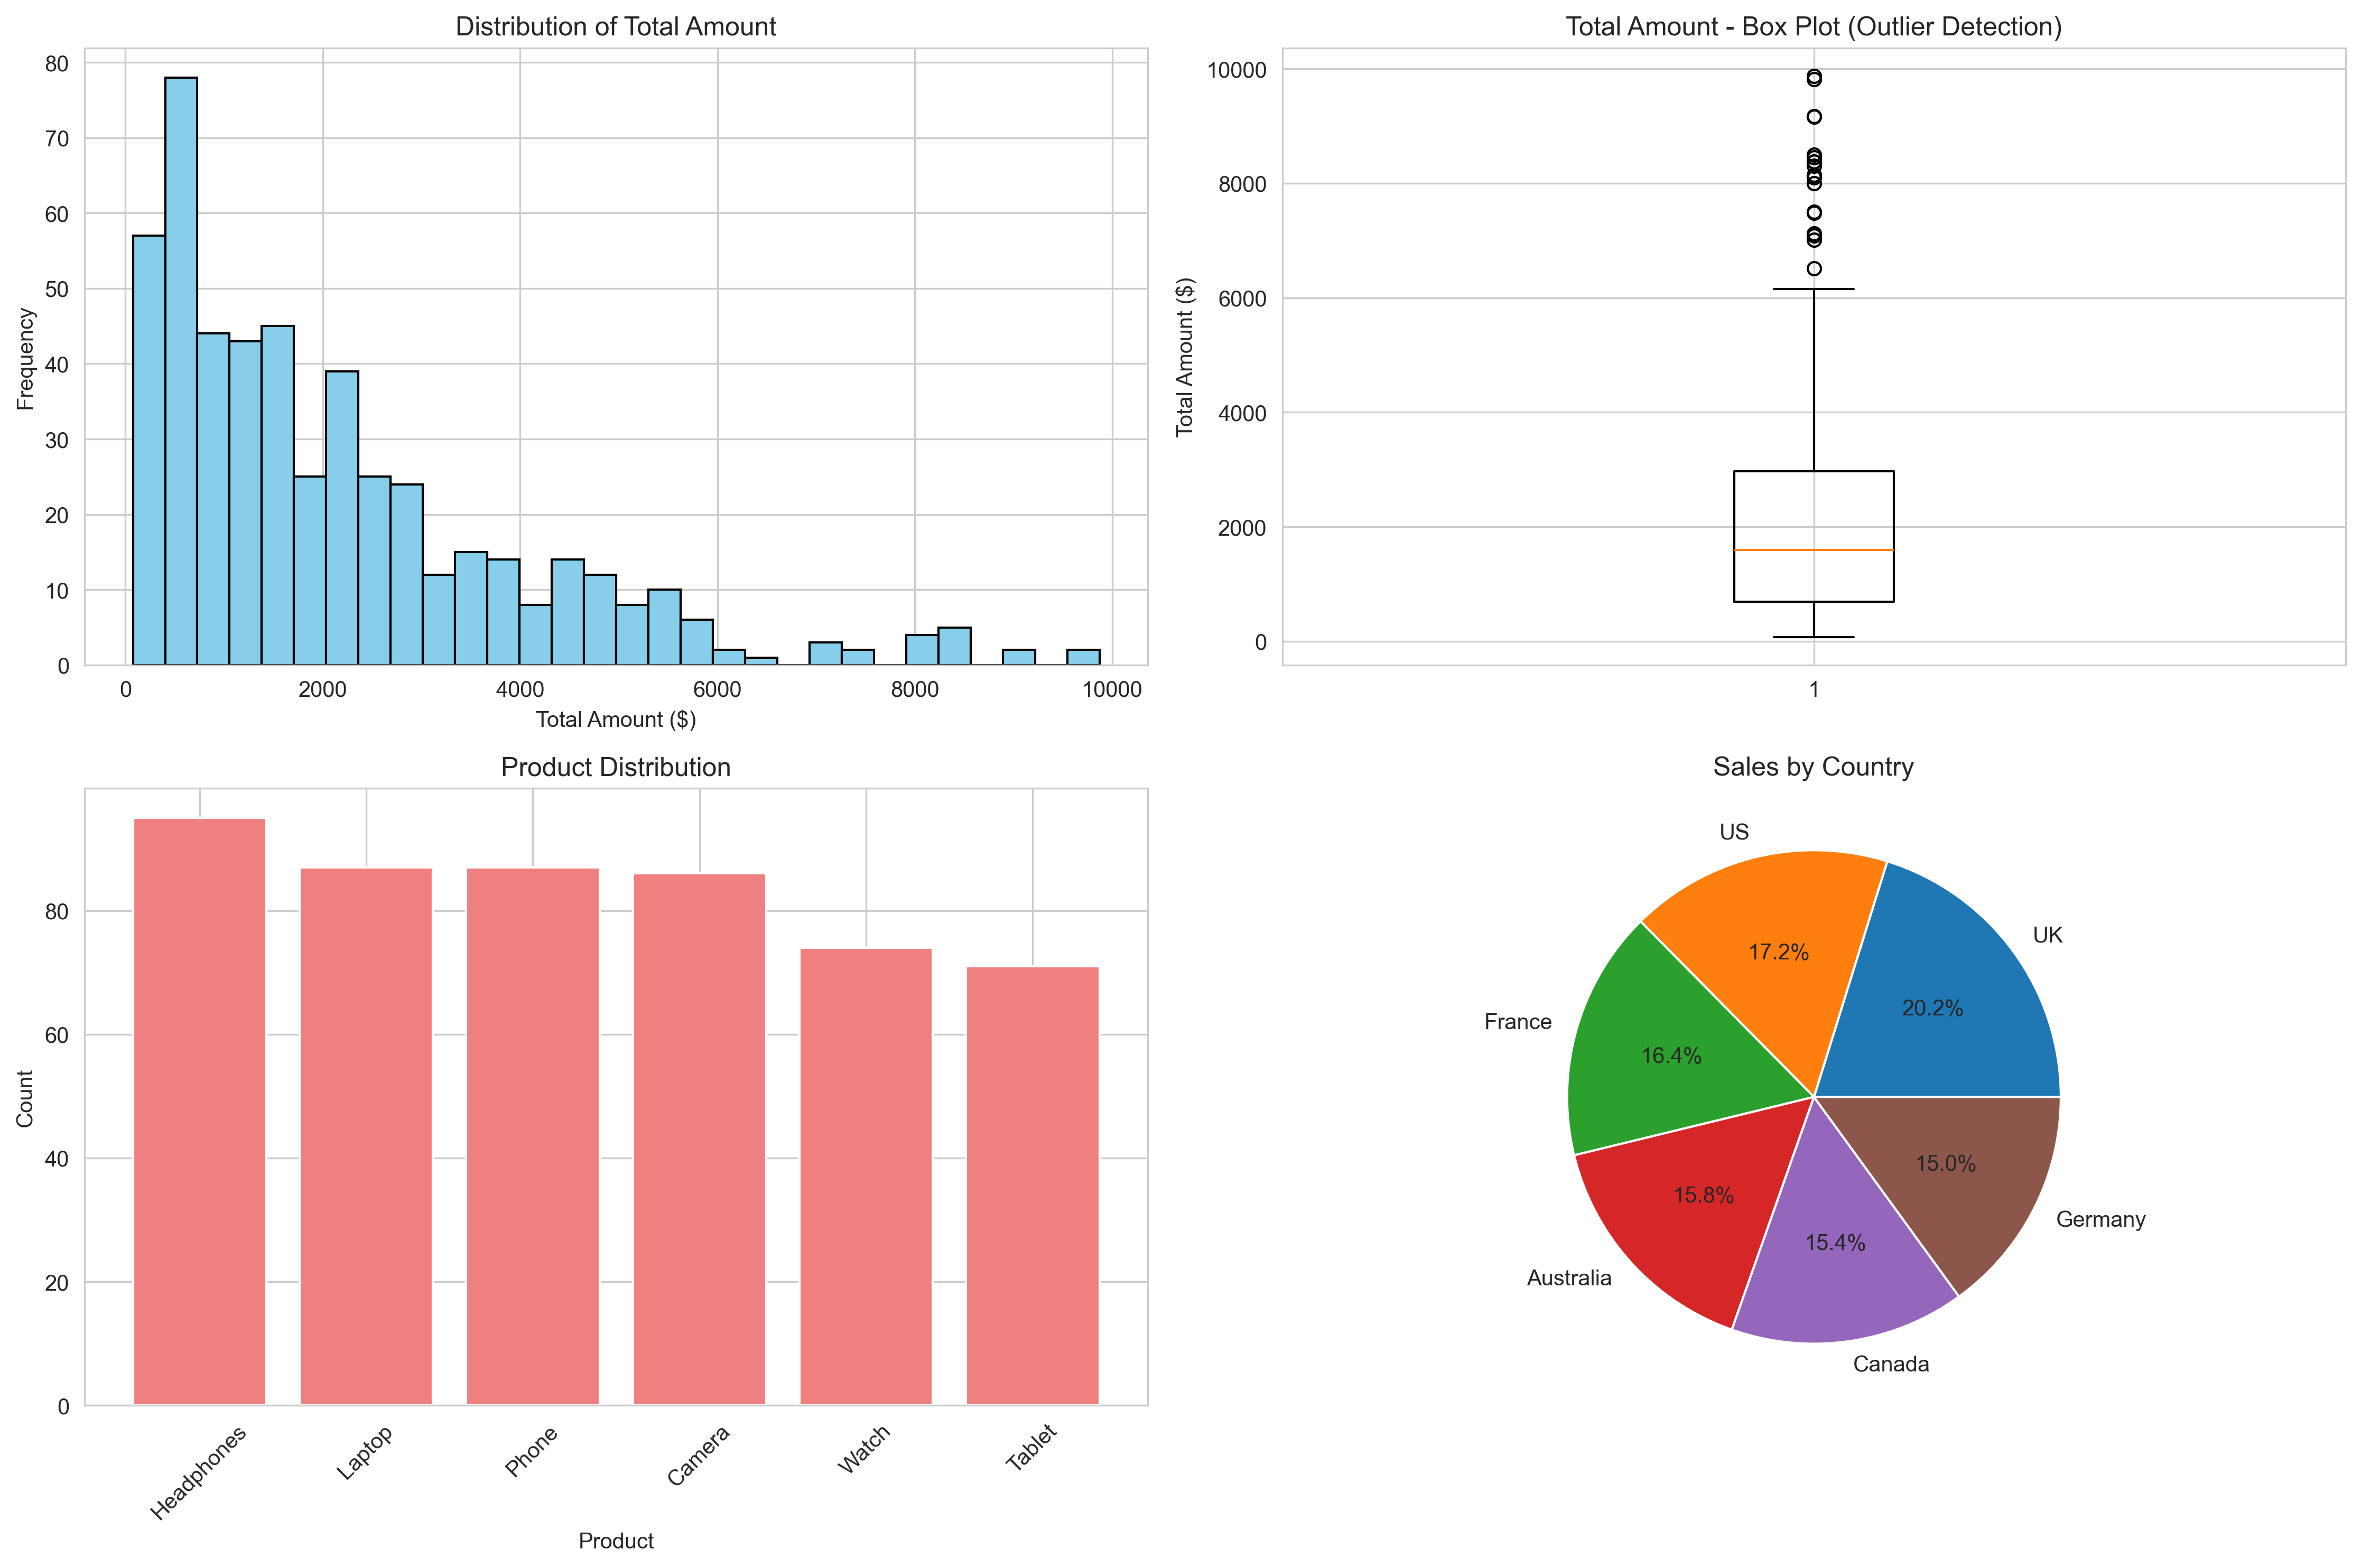 Distribution of Total Amount
80
70
60
50
40
30
20
10
0
Frequency
0 2000 4000 6000 8000 10000
Total Amount ($)
Total Amount - Box Plot (Outlier Detection)
10000
8000
6000
4000
2000
0
Total Amount ($)
1
Product Distribution
80
60
40
20
0
Count
Headphones Laptop Phone Camera Watch Tablet
Product
Sales by Country
US
UK
17.2%
20.2%
France
16.4%
15.8%
15.0%
Germany
15.4%
Australia
Canada